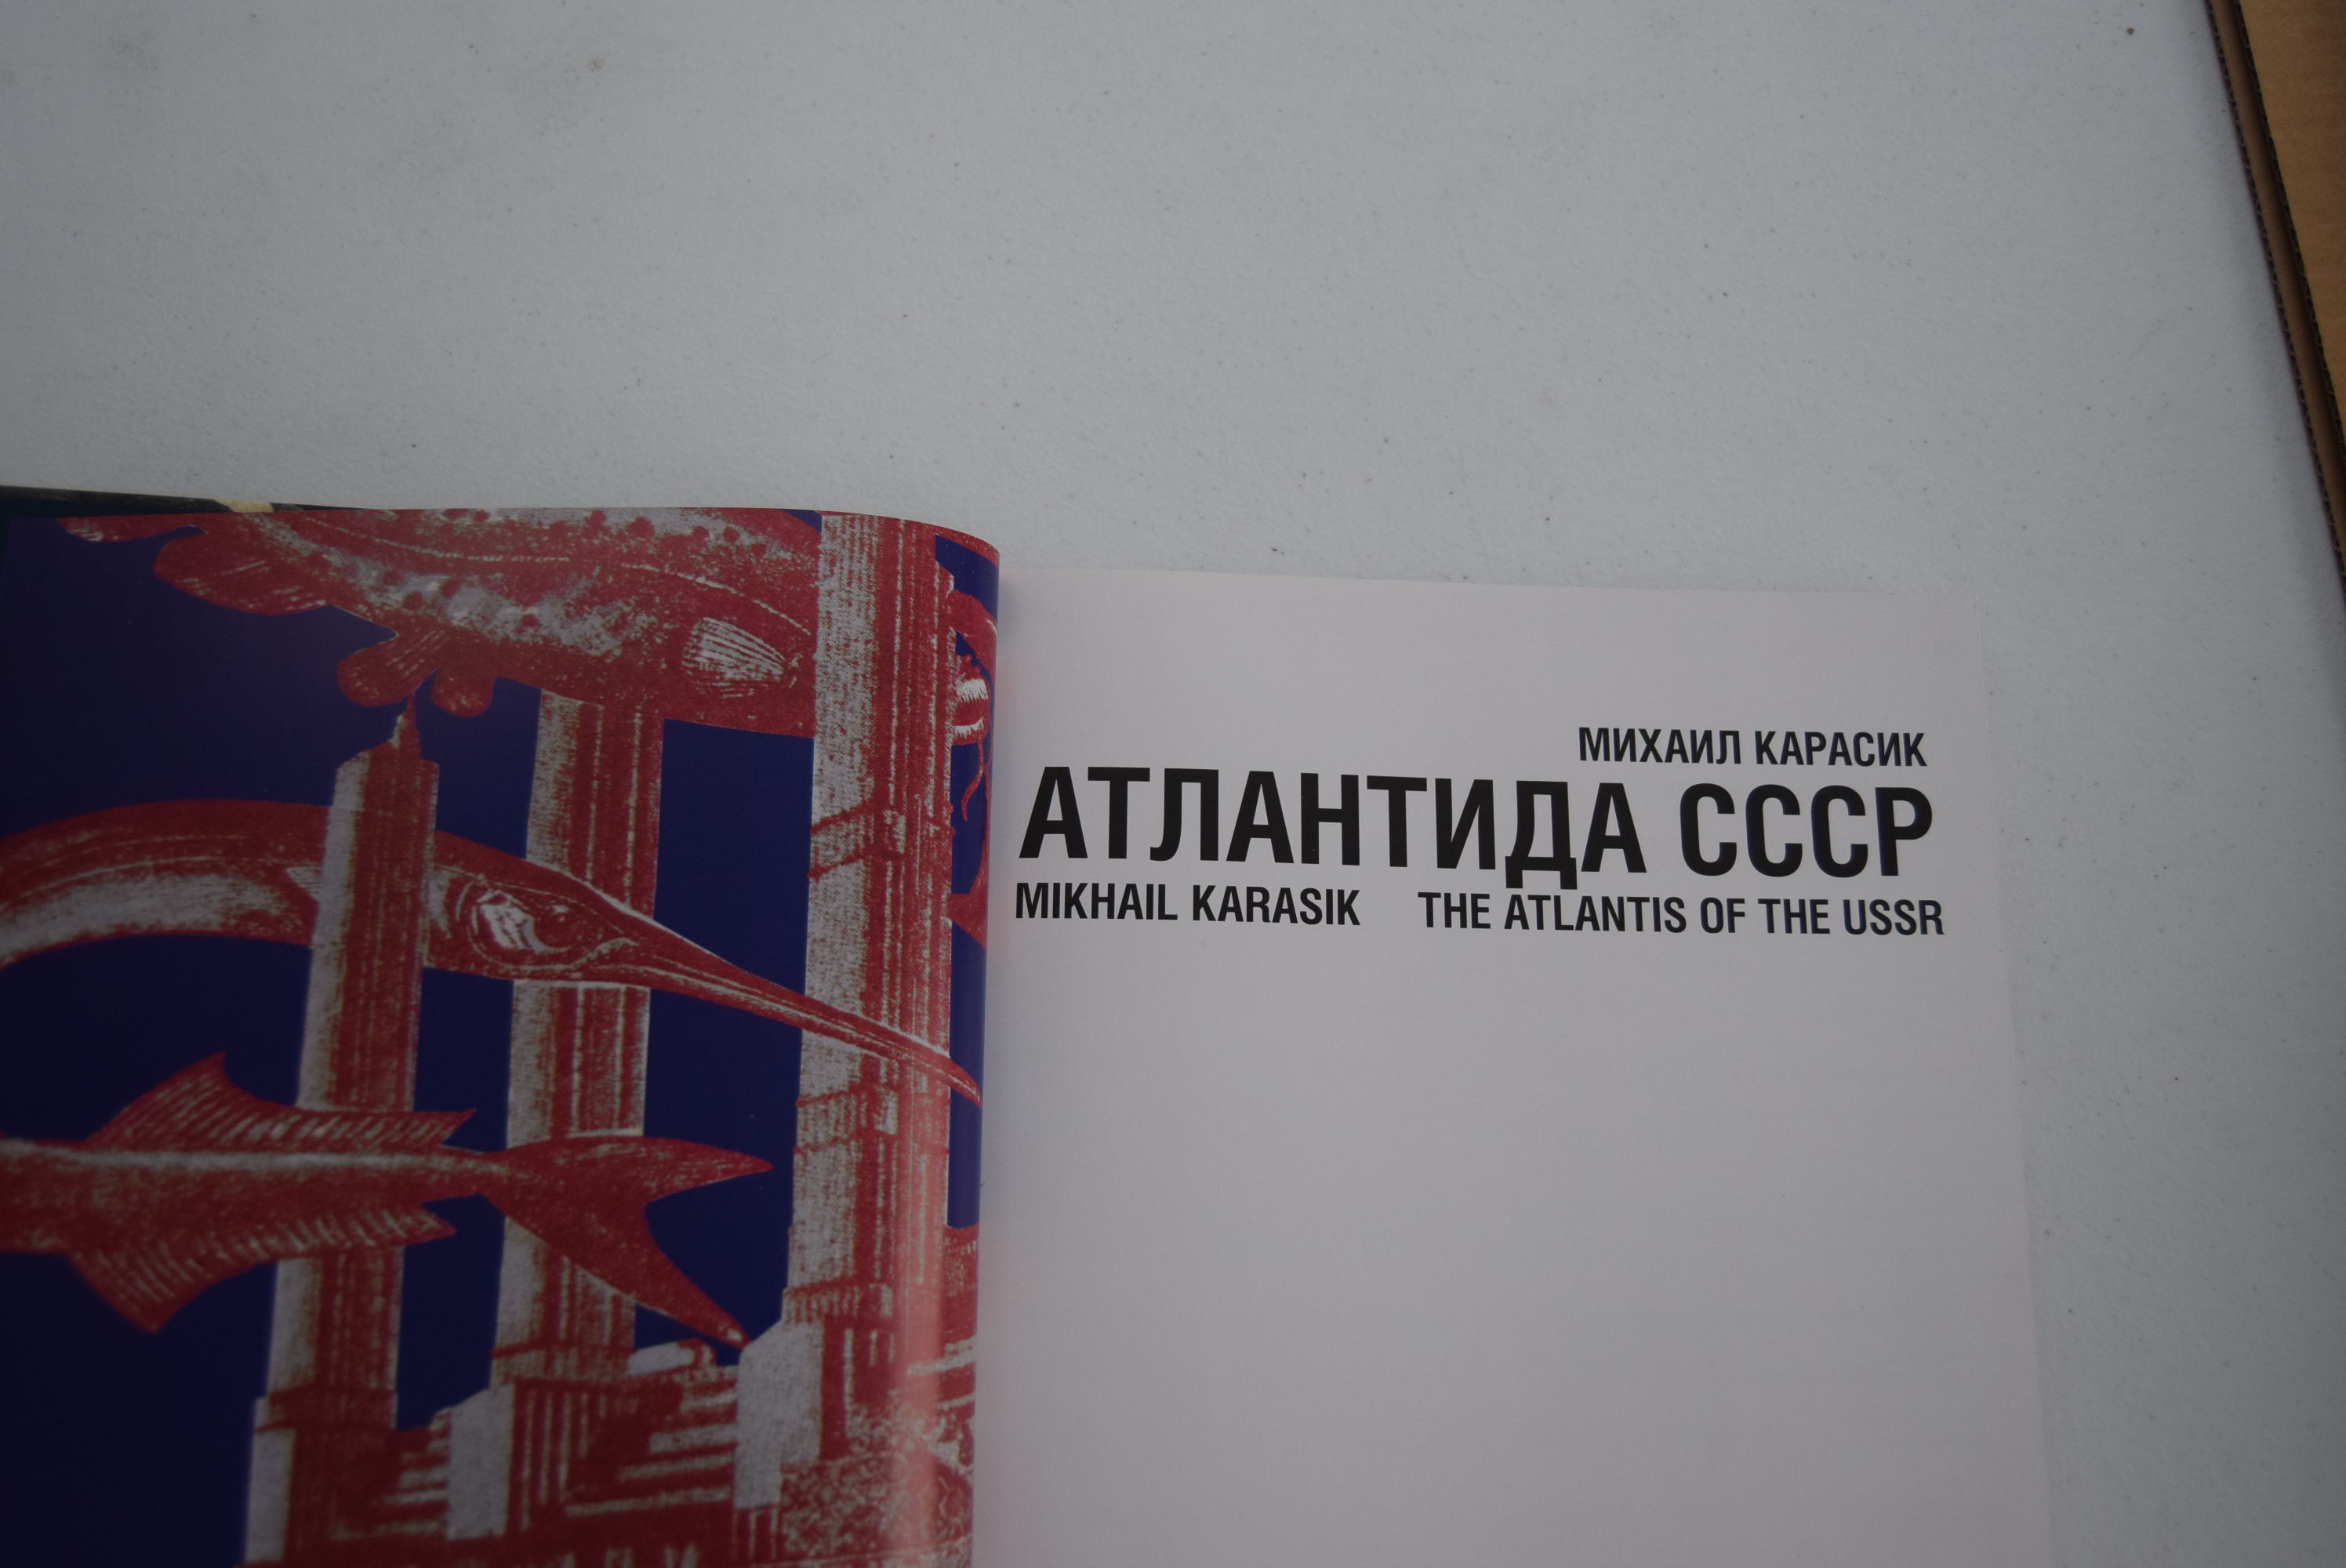 МИХАИЛ КАРАСИК
АТЛАНТИДА СССР
MIKHAIL KARASIK THE ATLANTIS OF THE USSR